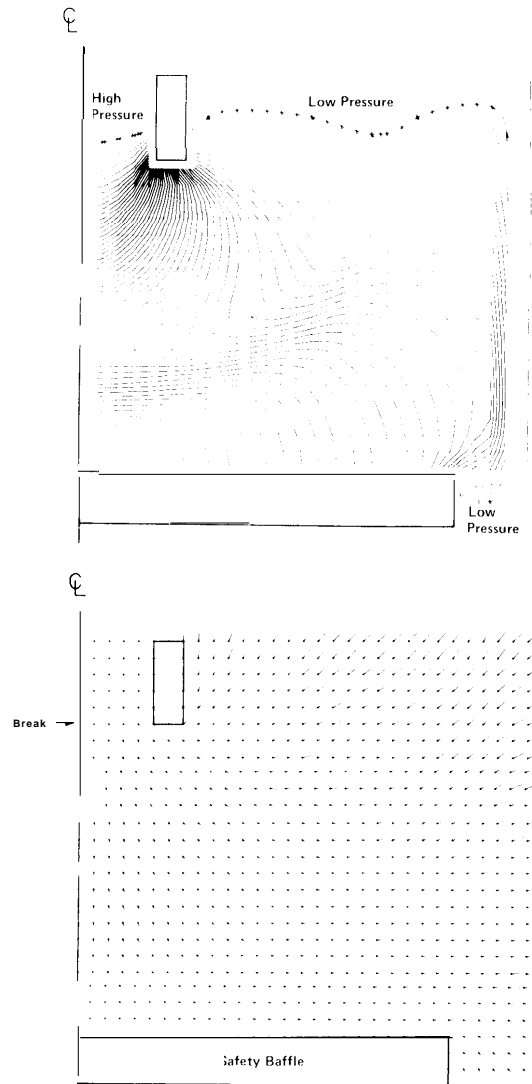 ℄
High
Pressure
Low Pressure
Low
Pressure
℄
Break
Safety Baffle